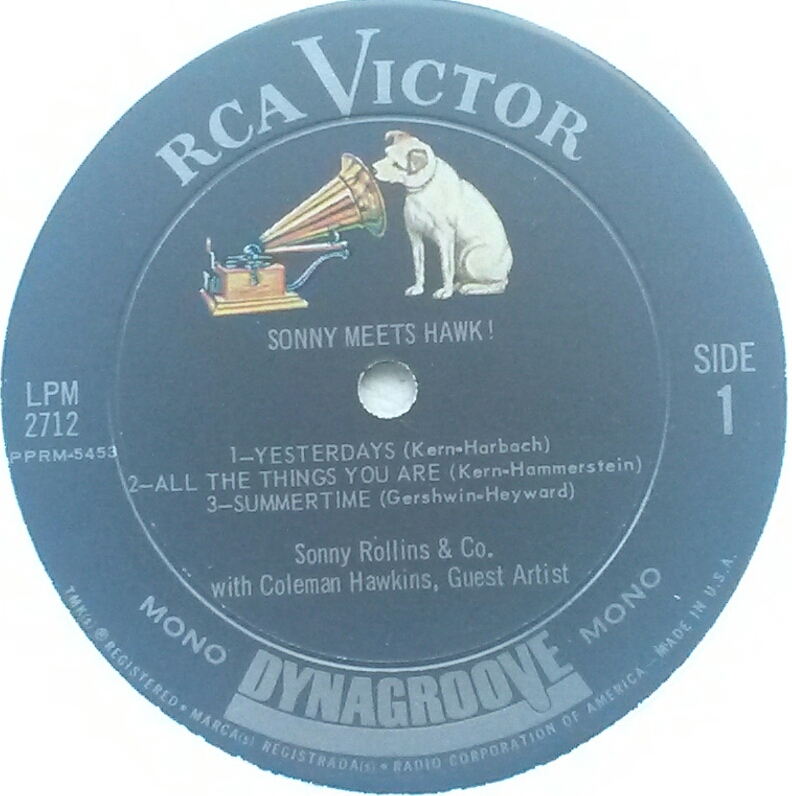 RCA VICTOR
SONNY MEETS HAWK!
LPM
2712
PPRM-5453
SIDE
1
1–YESTERDAYS (Kern-Harbach)
2–ALL THE THINGS YOU ARE (Kern-Hammerstein)
3–SUMMERTIME (Gershwin-Heyward)
Sonny Rollins & Co.
with Coleman Hawkins, Guest Artist
MONO
DYNAGROOVE
MONO
TMK(s) ® REGISTERED • MARCA(s) REGISTRADA(s) • RADIO CORPORATION OF AMERICA – MADE IN U.S.A.